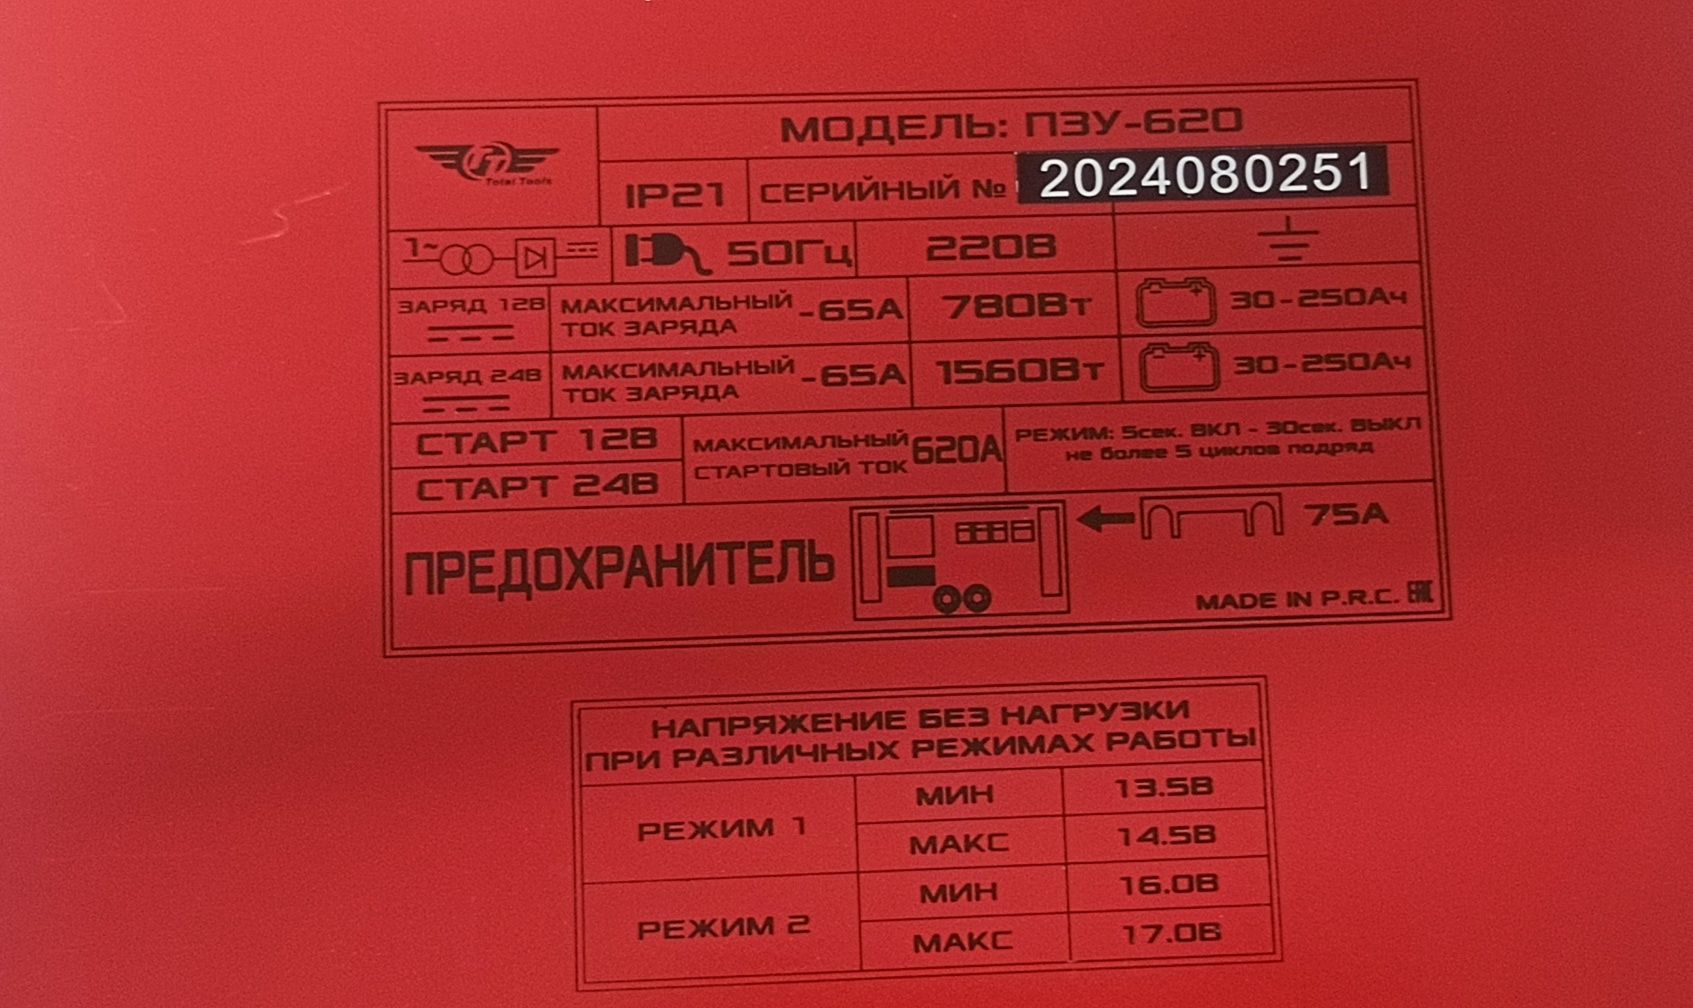 МОДЕЛЬ: ПЗУ-620
Total Tools
IP21 СЕРИЙНЫЙ № 2024080251
1~ 50Гц 220В
ЗАРЯД 12В МАКСИМАЛЬНЫЙ ТОК ЗАРЯДА -65А 780Вт 30-250Ач
ЗАРЯД 24В МАКСИМАЛЬНЫЙ ТОК ЗАРЯДА -65А 1560Вт 30-250Ач
СТАРТ 12В
СТАРТ 24В
МАКСИМАЛЬНЫЙ СТАРТОВЫЙ ТОК 620А
РЕЖИМ: 5сек. ВКЛ - 30сек. ВЫКЛ
не более 5 циклов подряд
ПРЕДОХРАНИТЕЛЬ 75А
MADE IN P.R.C. EAC
НАПРЯЖЕНИЕ БЕЗ НАГРУЗКИ
ПРИ РАЗЛИЧНЫХ РЕЖИМАХ РАБОТЫ
РЕЖИМ 1
МИН 13.5В
МАКС 14.5В
РЕЖИМ 2
МИН 16.0В
МАКС 17.0В